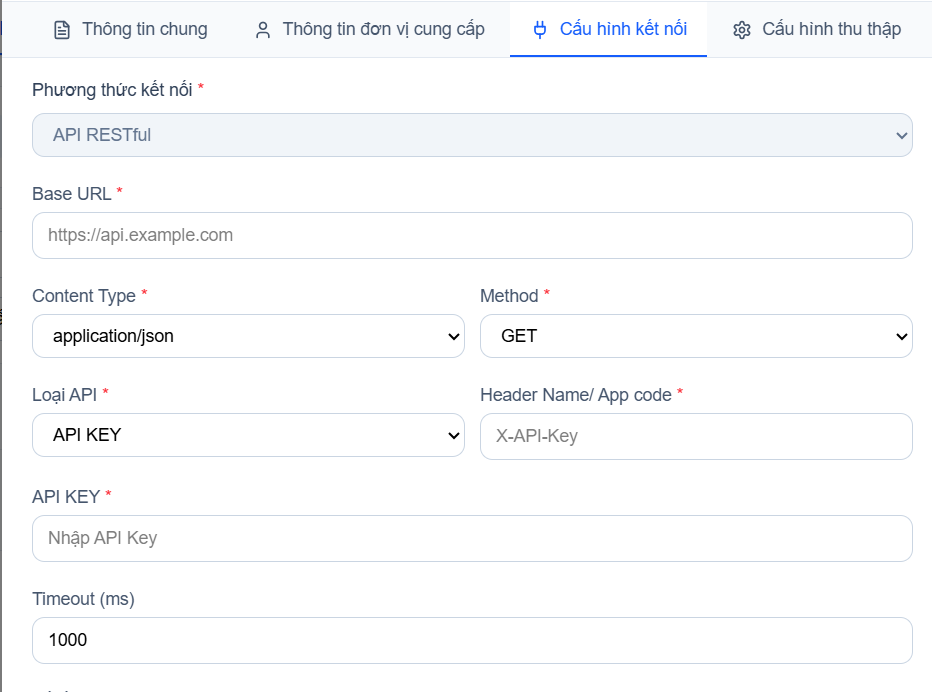 Thông tin chung Thông tin đơn vị cung cấp Cấu hình kết nối Cấu hình thu thập
Phương thức kết nối *
API RESTful
Base URL *
https://api.example.com
Content Type * Method *
application/json GET
Loại API * Header Name/ App code *
API KEY X-API-Key
API KEY *
Nhập API Key
Timeout (ms)
1000